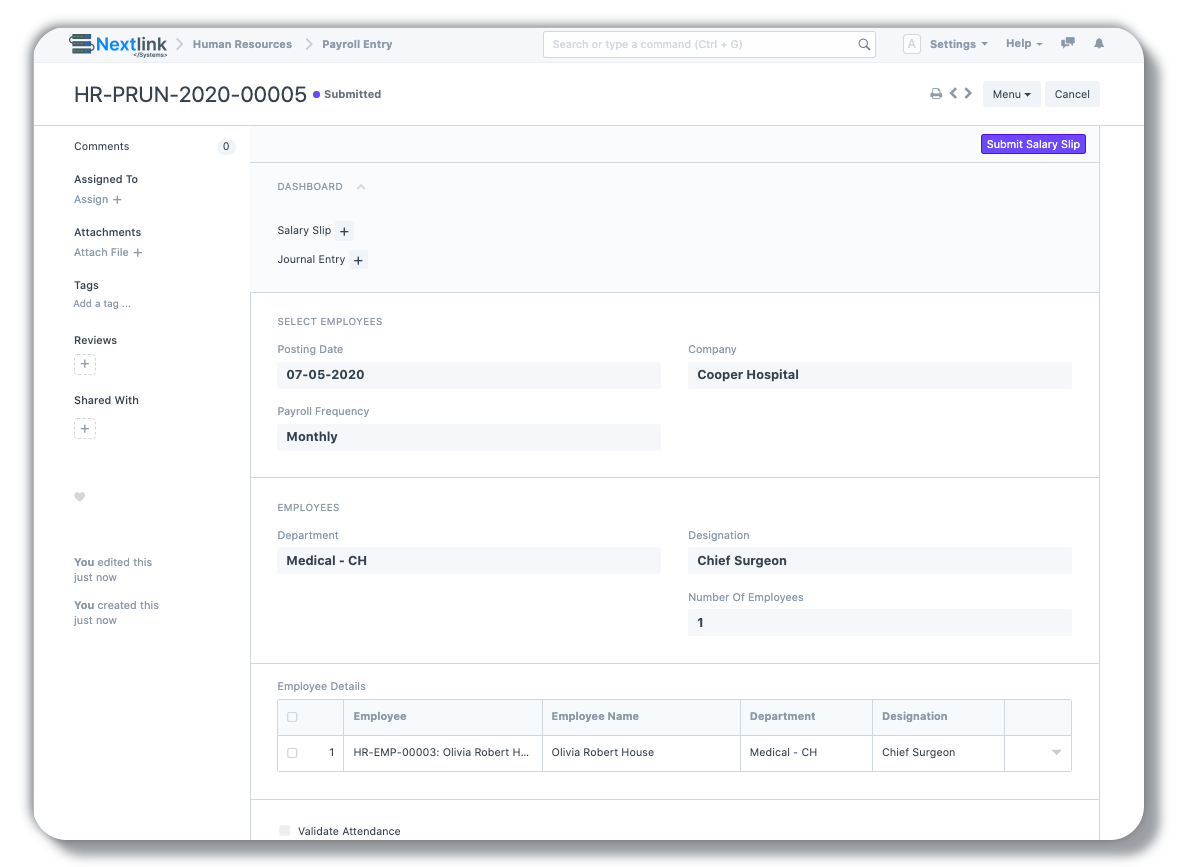 Nextlink
</Systems>
Human Resources
Payroll Entry
Search or type a command (Ctrl + G)
A
Settings
Help
HR-PRUN-2020-00005
Submitted
Menu
Cancel
Comments 0
Assigned To
Assign +
Attachments
Attach File +
Tags
Add a tag ...
Reviews
+
Shared With
+
You edited this
just now
You created this
just now
Submit Salary Slip
DASHBOARD
Salary Slip +
Journal Entry +
SELECT EMPLOYEES
Posting Date
07-05-2020
Company
Cooper Hospital
Payroll Frequency
Monthly
EMPLOYEES
Department
Medical - CH
Designation
Chief Surgeon
Number Of Employees
1
Employee Details
Employee Employee Name Department Designation
1 HR-EMP-00003: Olivia Robert H... Olivia Robert House Medical - CH Chief Surgeon
Validate Attendance